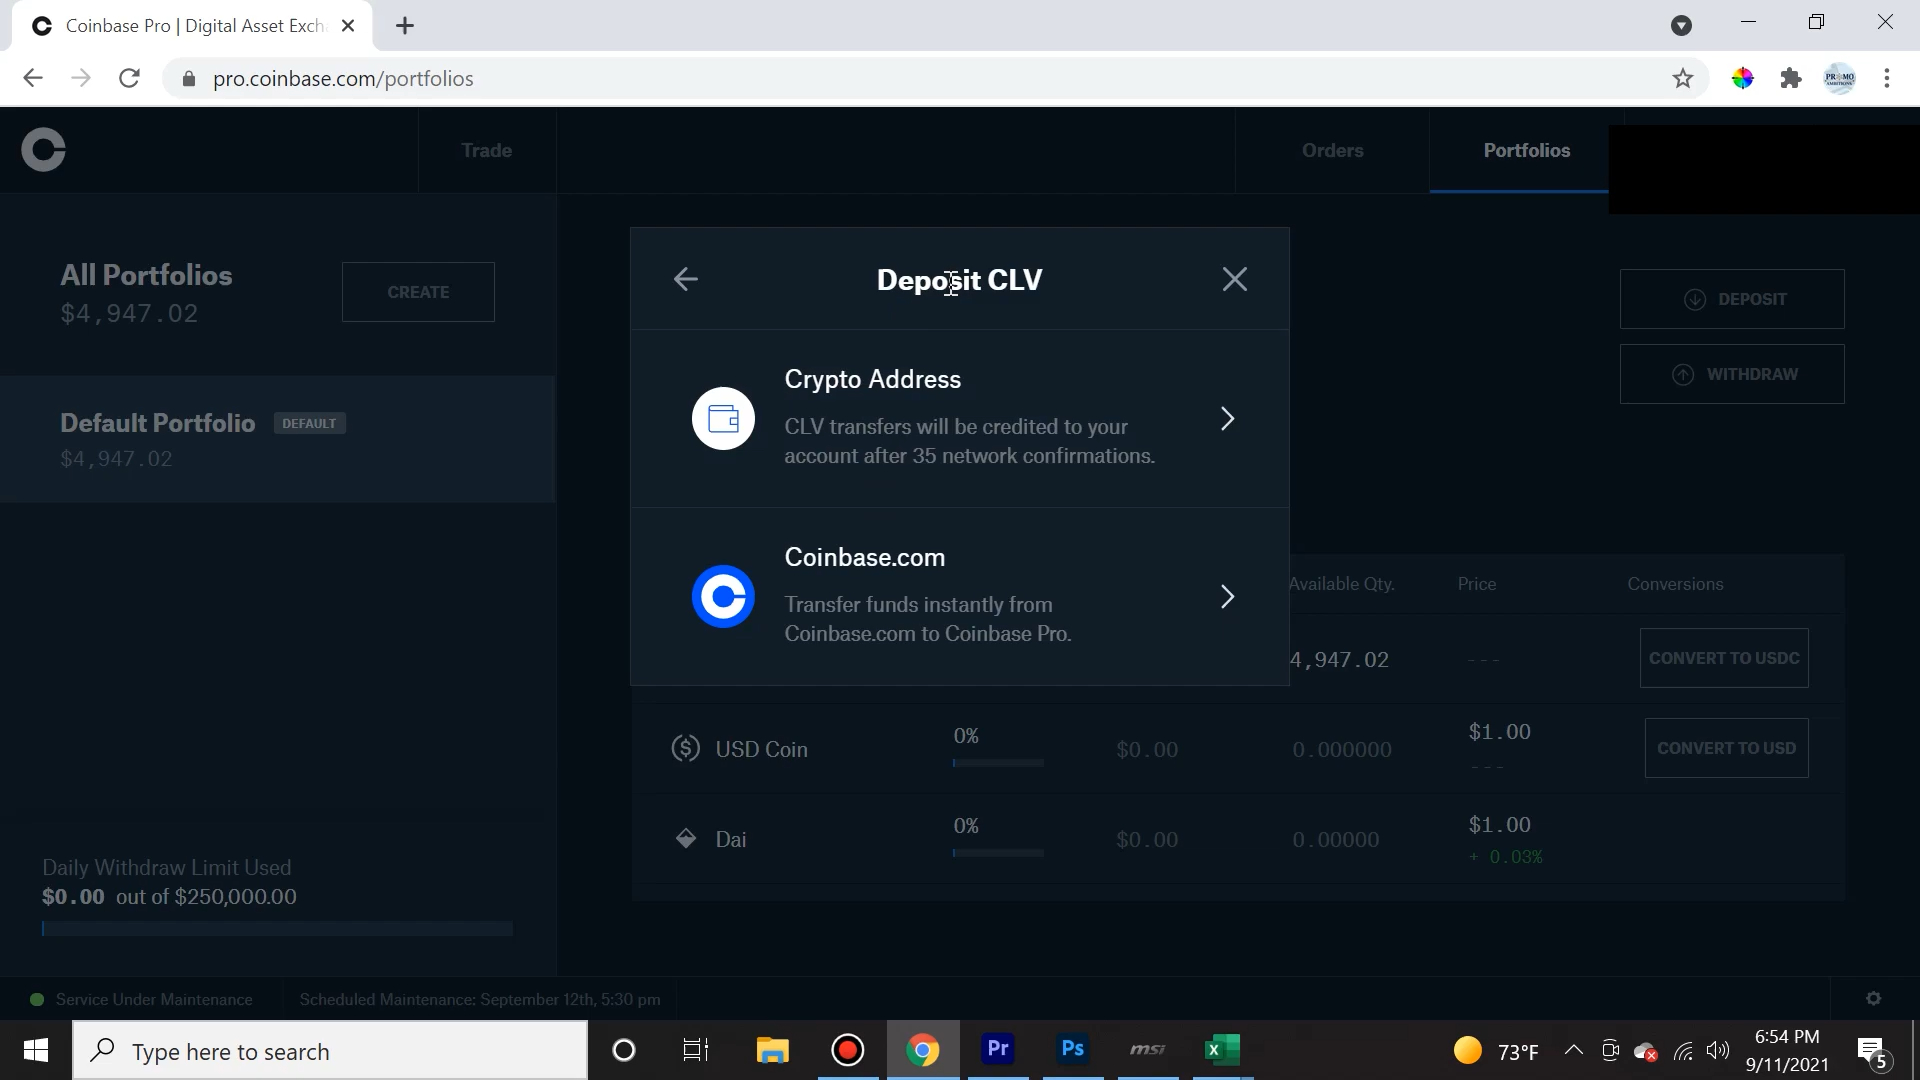 Coinbase Pro | Digital Asset Exch
pro.coinbase.com/portfolios
PROMO
Trade
Orders
Portfolios
All Portfolios
$4,947.02
CREATE
Default Portfolio DEFAULT
$4,947.02
DEPOSIT
WITHDRAW
Deposit CLV
Crypto Address
CLV transfers will be credited to your
account after 35 network confirmations.
Coinbase.com
Transfer funds instantly from
Coinbase.com to Coinbase Pro.
Available Qty. Price Conversions
4,947.02 --- CONVERT TO USDC
USD Coin 0% $0.00 0.000000 $1.00 --- CONVERT TO USD
Dai 0% $0.00 0.00000 $1.00 + 0.03%
Daily Withdraw Limit Used
$0.00 out of $250,000.00
Service Under Maintenance Scheduled Maintenance: September 12th, 5:30 pm
Type here to search
Pr
Ps
msi
X
73°F
6:54 PM
9/11/2021
5